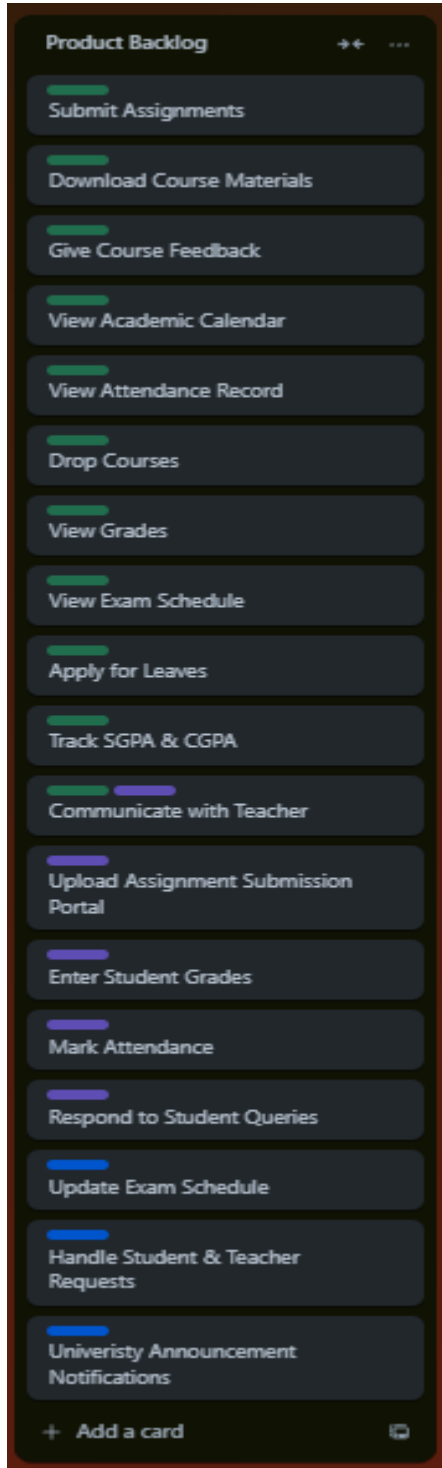 Product Backlog
Submit Assignments
Download Course Materials
Give Course Feedback
View Academic Calendar
View Attendance Record
Drop Courses
View Grades
View Exam Schedule
Apply for Leaves
Track SGPA & CGPA
Communicate with Teacher
Upload Assignment Submission
Portal
Enter Student Grades
Mark Attendance
Respond to Student Queries
Update Exam Schedule
Handle Student & Teacher
Requests
Univeristy Announcement
Notifications
+ Add a card